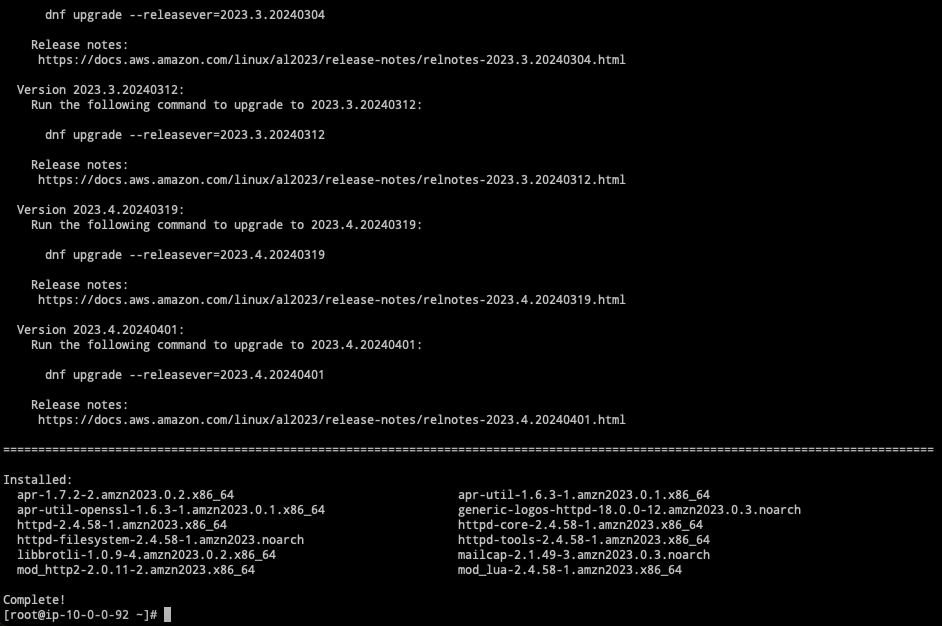 dnf upgrade --releasever=2023.3.20240304
Release notes:
https://docs.aws.amazon.com/linux/al2023/release-notes/relnotes-2023.3.20240304.html
Version 2023.3.20240312:
Run the following command to upgrade to 2023.3.20240312:
dnf upgrade --releasever=2023.3.20240312
Release notes:
https://docs.aws.amazon.com/linux/al2023/release-notes/relnotes-2023.3.20240312.html
Version 2023.4.20240319:
Run the following command to upgrade to 2023.4.20240319:
dnf upgrade --releasever=2023.4.20240319
Release notes:
https://docs.aws.amazon.com/linux/al2023/release-notes/relnotes-2023.4.20240319.html
Version 2023.4.20240401:
Run the following command to upgrade to 2023.4.20240401:
dnf upgrade --releasever=2023.4.20240401
Release notes:
https://docs.aws.amazon.com/linux/al2023/release-notes/relnotes-2023.4.20240401.html
=====================================================================================================================================
Installed:
apr-1.7.2-2.amzn2023.0.2.x86_64 apr-util-1.6.3-1.amzn2023.0.1.x86_64
apr-util-openssl-1.6.3-1.amzn2023.0.1.x86_64 generic-logos-httpd-18.0.0-12.amzn2023.0.3.noarch
httpd-2.4.58-1.amzn2023.x86_64 httpd-core-2.4.58-1.amzn2023.x86_64
httpd-filesystem-2.4.58-1.amzn2023.noarch httpd-tools-2.4.58-1.amzn2023.x86_64
libbrotli-1.0.9-4.amzn2023.0.2.x86_64 mailcap-2.1.49-3.amzn2023.0.3.noarch
mod_http2-2.0.11-2.amzn2023.x86_64 mod_lua-2.4.58-1.amzn2023.x86_64
Complete!
[root@ip-10-0-0-92 ~]#